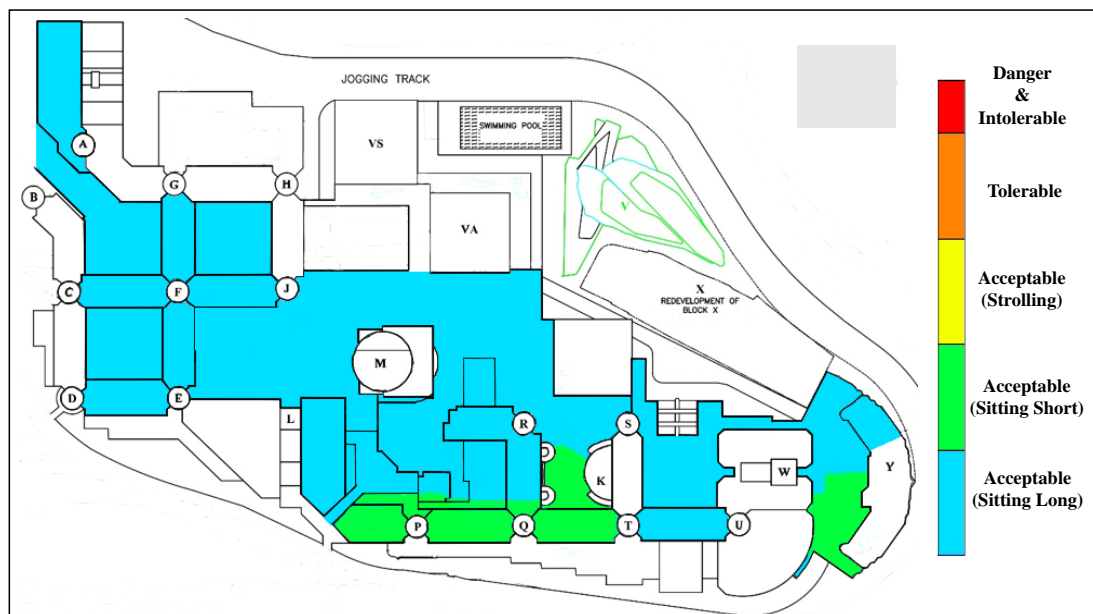 JOGGING TRACK
SWIMMING POOL
VS
A
G
H
B
V
VA
C
F
J
X
REDEVELOPMENT OF
BLOCK X
M
D
E
L
R
S
K
W
Y
P
Q
T
U
Danger
&
Intolerable
Tolerable
Acceptable
(Strolling)
Acceptable
(Sitting Short)
Acceptable
(Sitting Long)